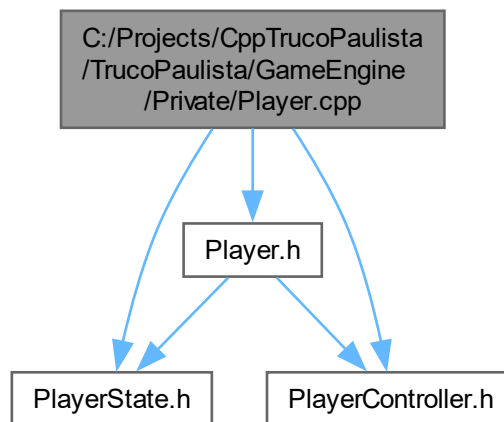 C:/Projects/CppTrucoPaulista
/TrucoPaulista/GameEngine
/Private/Player.cpp
Player.h
PlayerState.h
PlayerController.h